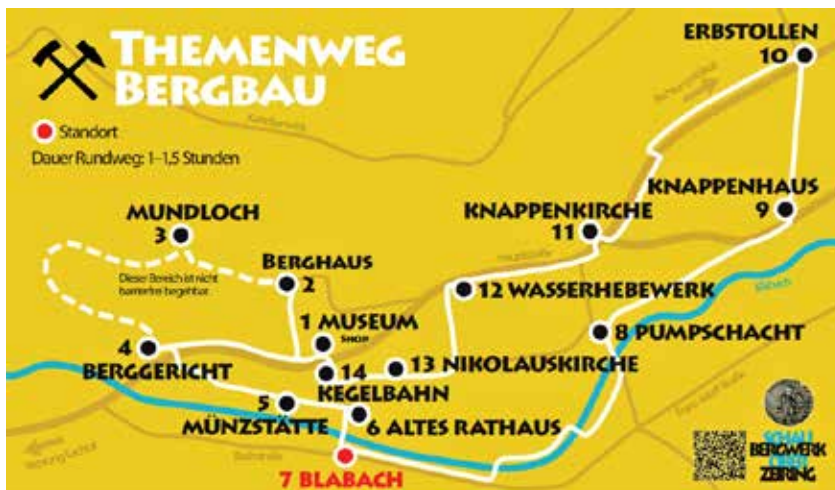 THEMENWEG
BERGBAU
Standort
Dauer Rundweg: 1–1,5 Stunden
ERBSTOLLEN
10
KNAPPENHAUS
9
KNAPPENKIRCHE
11
MUNDLOCH
3
Dieser Bereich ist nicht
barrierefrei begehbar.
BERGHAUS
2
12 WASSERHEBEWERK
1 MUSEUM
SHOP
8 PUMPSCHACHT
4
BERGGERICHT
13 NIKOLAUSKIRCHE
14
KEGELBAHN
5
MÜNZSTÄTTE
6 ALTES RATHAUS
7 BLABACH
Blabach
SCHAU
BERGWERK
OBER
ZEIRING